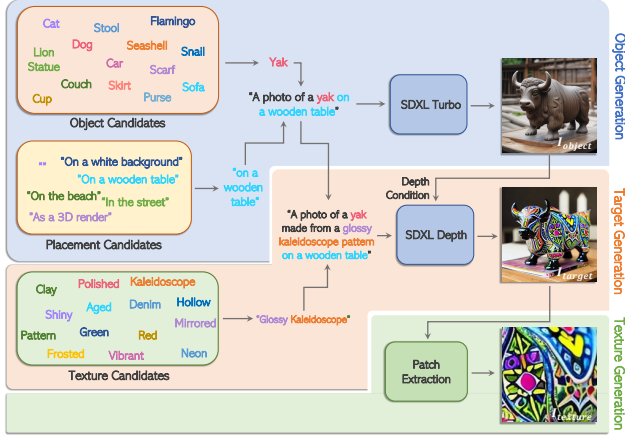 Cat
Stool
Flamingo
Dog
Seashell
Snail
Lion
Statue
Car
Scarf
Couch
Skirt
Sofa
Cup
Purse
Object Candidates
Yak
"A photo of a yak on
a wooden table"
SDXL Turbo
I object
Object Generation
""
"On a white background"
"On a wooden table"
"On the beach"
"In the street"
"As a 3D render"
Placement Candidates
"on a
wooden
table"
Depth
Condition
"A photo of a yak
made from a glossy
kaleidoscope pattern
on a wooden table"
SDXL Depth
I target
Target Generation
Clay
Polished
Kaleidoscope
Shiny
Aged
Denim
Hollow
Pattern
Green
Red
Mirrored
Frosted
Vibrant
Neon
Texture Candidates
"Glossy Kaleidoscope"
Patch
Extraction
I texture
Texture Generation